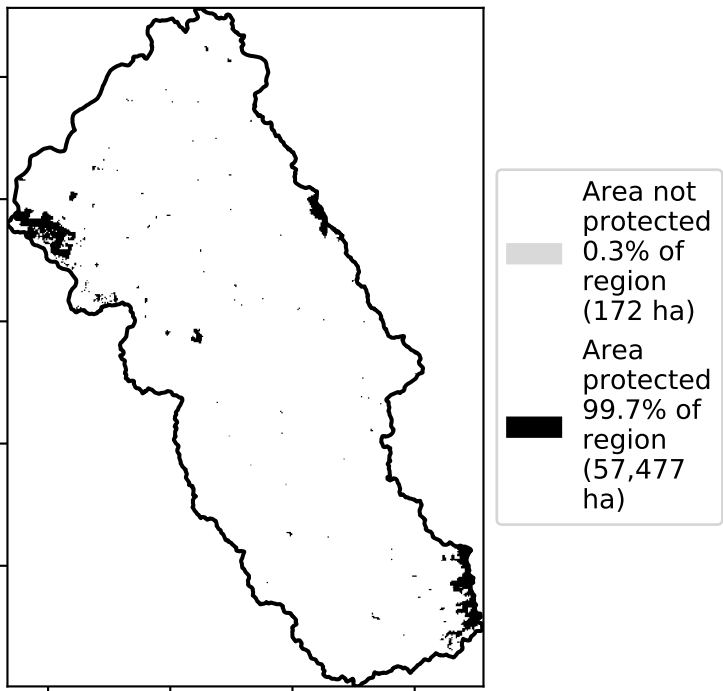 Area not
protected
0.3% of
region
(172 ha)
Area
protected
99.7% of
region
(57,477
ha)